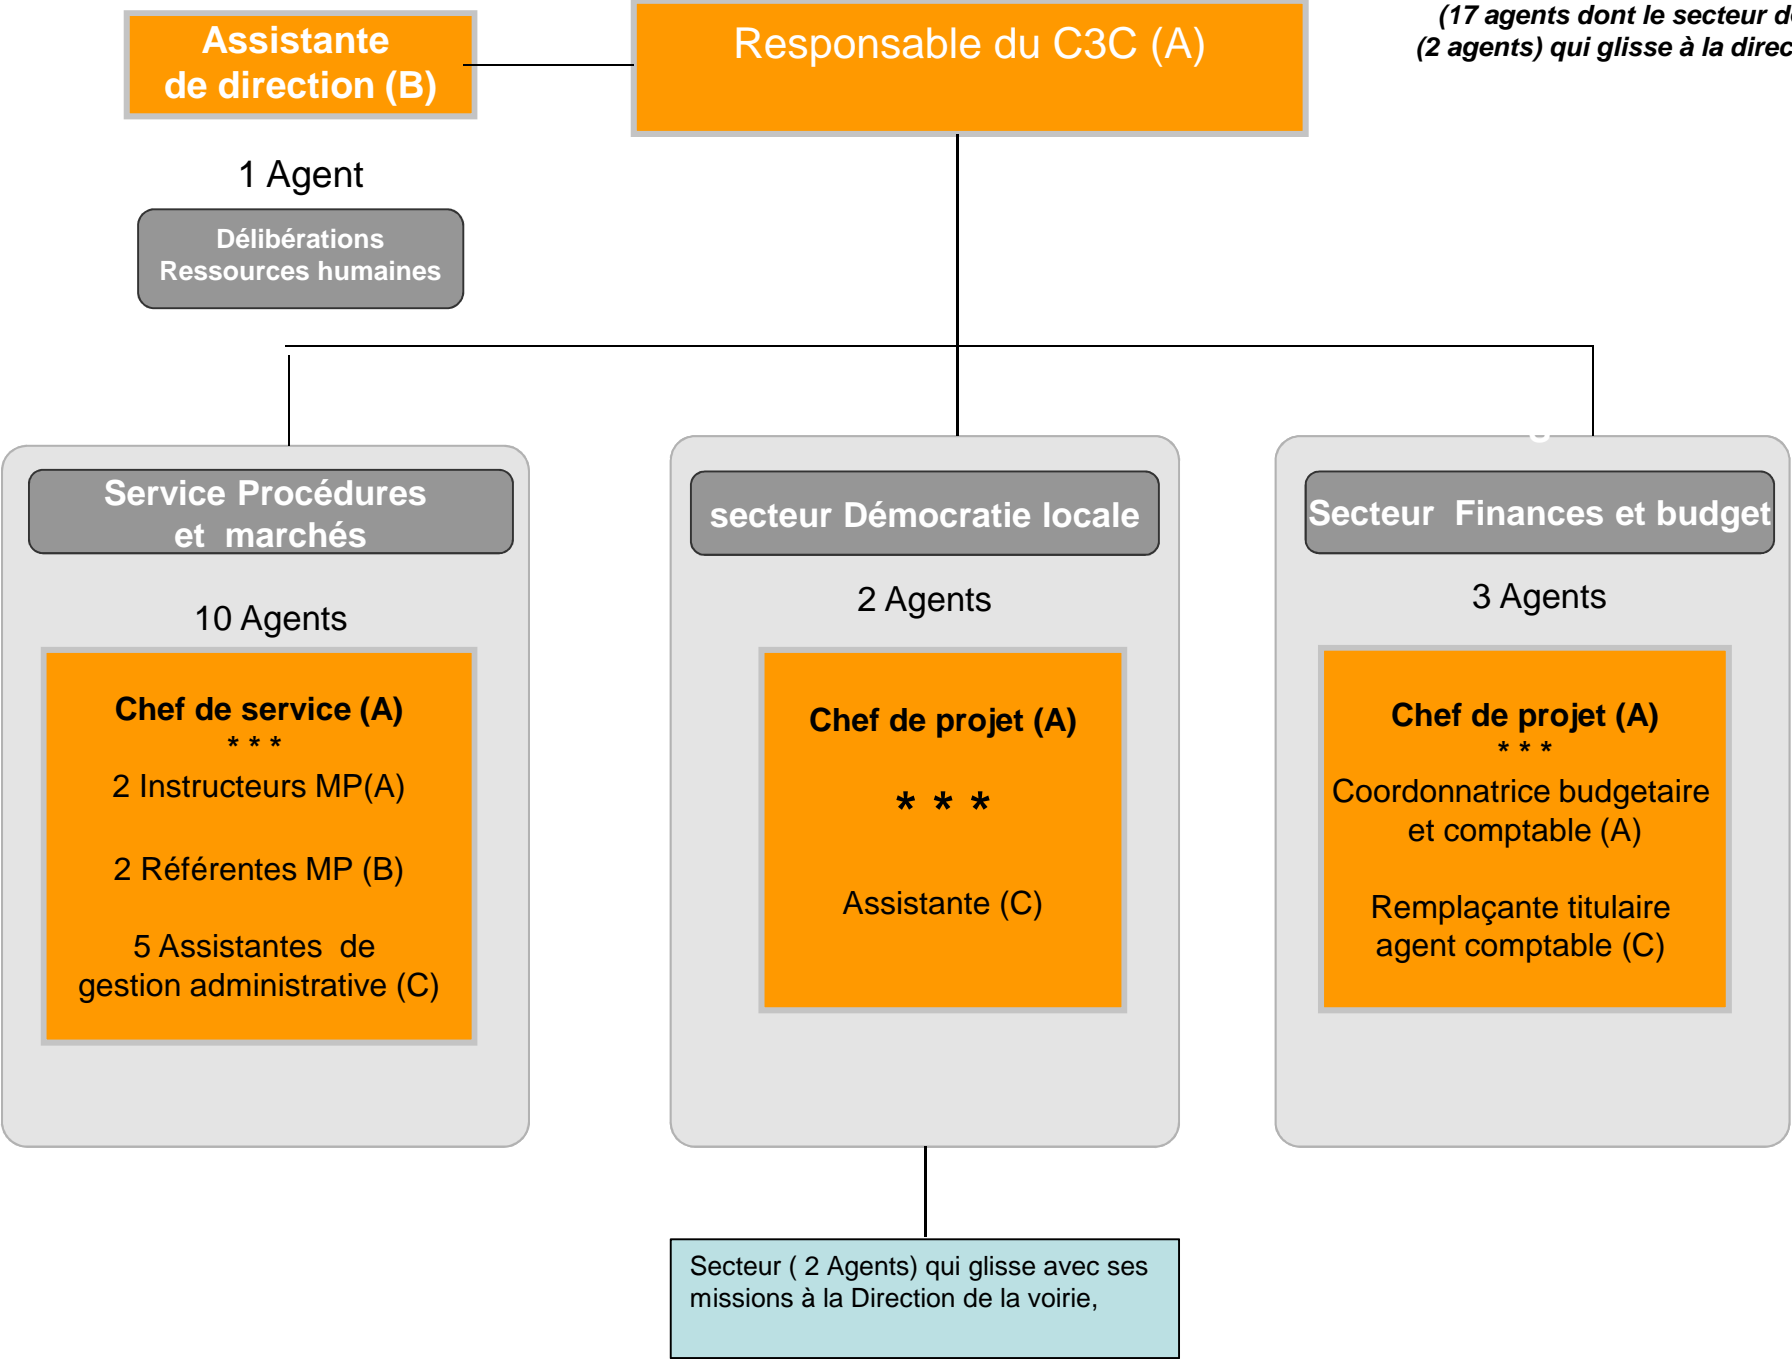 (17 agents dont le secteur
(2 agents) qui glisse à la
Assistante
de direction (B)
Responsable du C3C (A)
1 Agent
Délibérations
Ressources humaines
Service Procédures
et marchés
10 Agents
Chef de service (A)
* * *
2 Instructeurs MP(A)
2 Référentes MP (B)
5 Assistantes de
gestion administrative (C)
secteur Démocratie locale
2 Agents
Chef de projet (A)
* * *
Assistante (C)
Secteur Finances et budget
3 Agents
Chef de projet (A)
* * *
Coordonnatrice budgetaire
et comptable (A)
Remplaçante titulaire
agent comptable (C)
Secteur ( 2 Agents) qui glisse avec ses
missions à la Direction de la voirie,